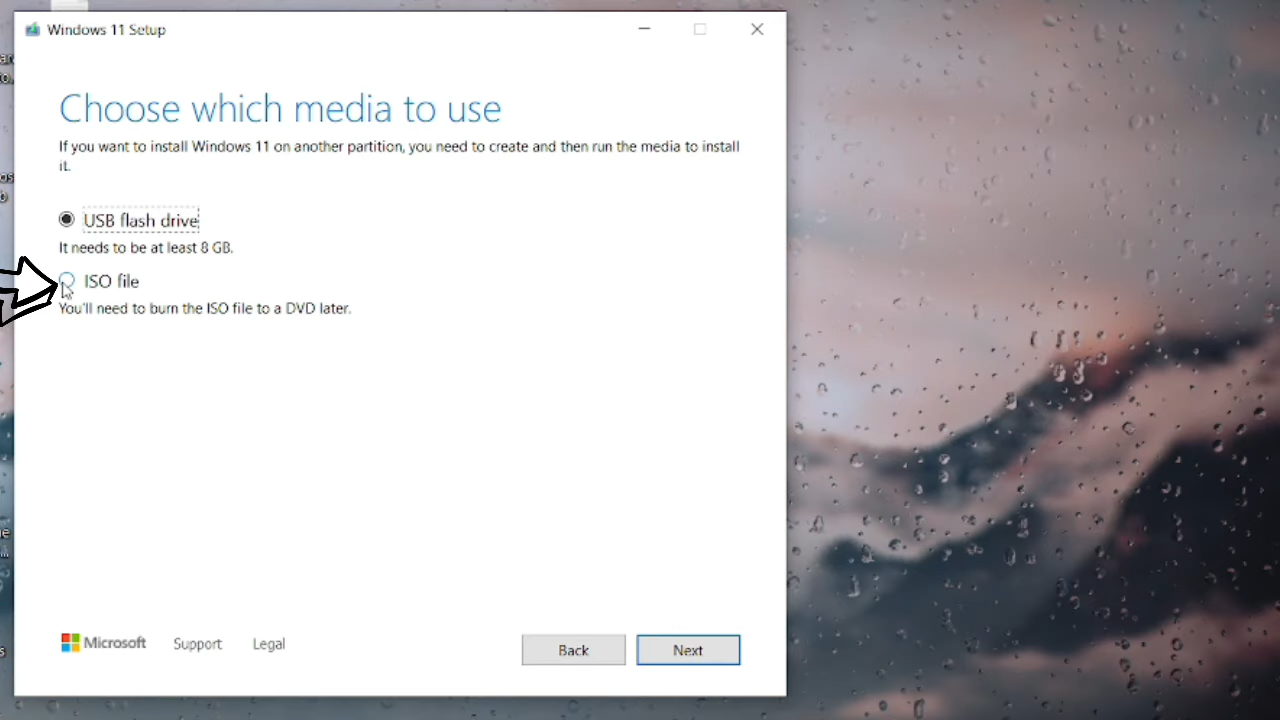 Windows 11 Setup
Choose which media to use
If you want to install Windows 11 on another partition, you need to create and then run the media to install
it.
USB flash drive
It needs to be at least 8 GB.
ISO file
You'll need to burn the ISO file to a DVD later.
Microsoft
Support
Legal
Back
Next